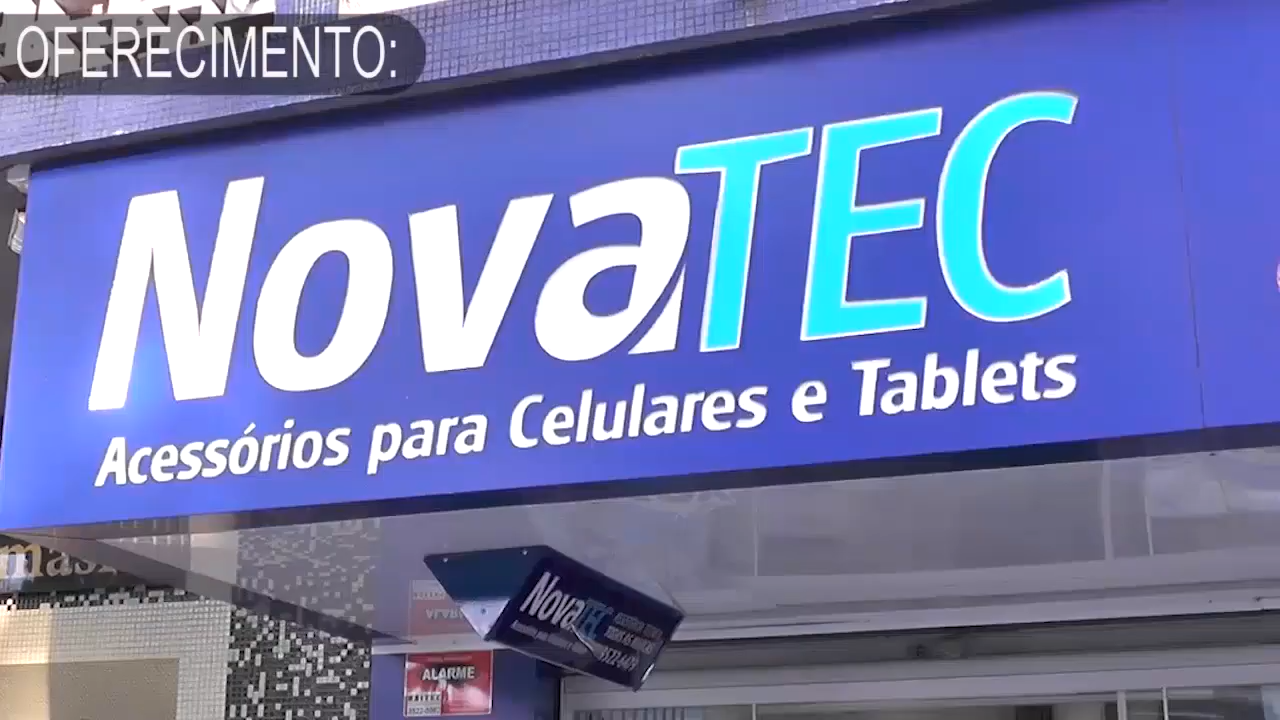 OFERECIMENTO:
NovaTEC
Acessórios para Celulares e Tablets
NovaTEC
ALARME